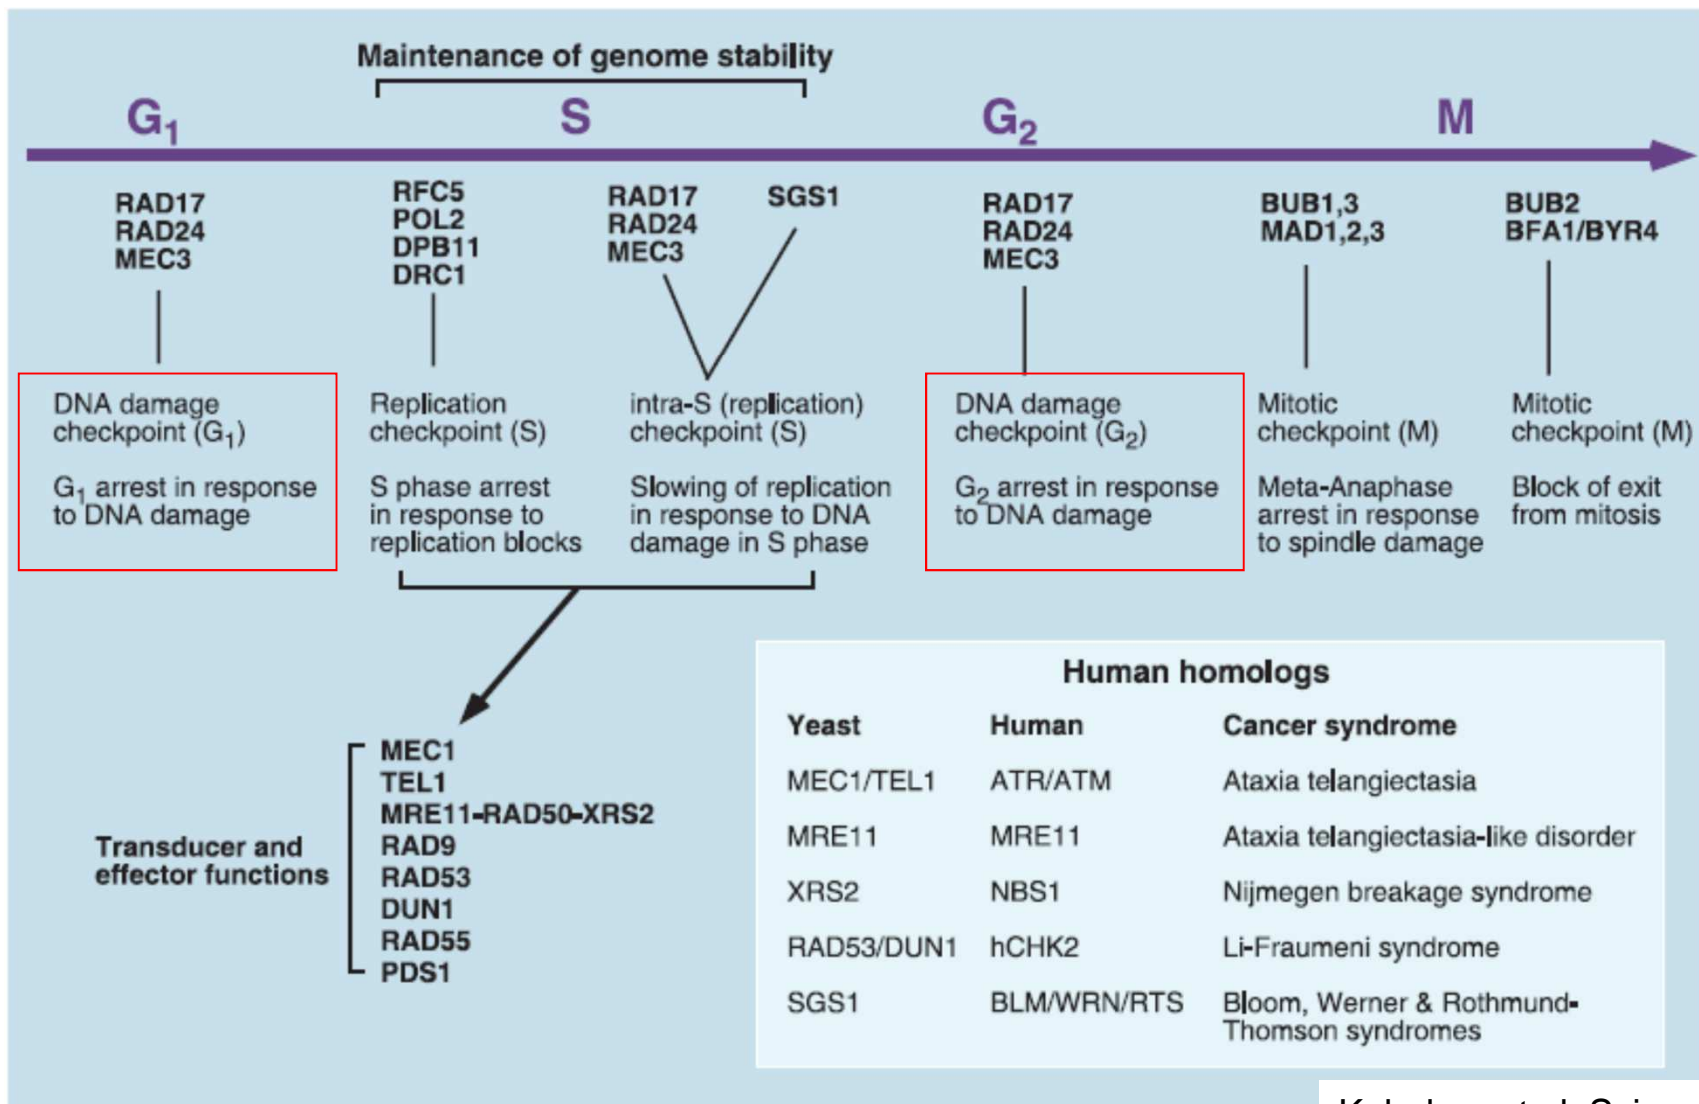 Maintenance of genome stability
G1 S G2 M
RAD17
RAD24
MEC3
RFC5
POL2
DPB11
DRC1
RAD17
RAD24
MEC3
SGS1
RAD17
RAD24
MEC3
BUB1,3
MAD1,2,3
BUB2
BFA1/BYR4
DNA damage
checkpoint (G1)
G1 arrest in response
to DNA damage
Replication
checkpoint (S)
S phase arrest
in response to
replication blocks
intra-S (replication)
checkpoint (S)
Slowing of replication
in response to DNA
damage in S phase
DNA damage
checkpoint (G2)
G2 arrest in response
to DNA damage
Mitotic
checkpoint (M)
Meta-Anaphase
arrest in response
to spindle damage
Mitotic
checkpoint (M)
Block of exit
from mitosis
Transducer and
effector functions
MEC1
TEL1
MRE11-RAD50-XRS2
RAD9
RAD53
DUN1
RAD55
PDS1
Human homologs
Yeast Human Cancer syndrome
MEC1/TEL1 ATR/ATM Ataxia telangiectasia
MRE11 MRE11 Ataxia telangiectasia-like disorder
XRS2 NBS1 Nijmegen breakage syndrome
RAD53/DUN1 hCHK2 Li-Fraumeni syndrome
SGS1 BLM/WRN/RTS Bloom, Werner & Rothmund-
Thomson syndromes